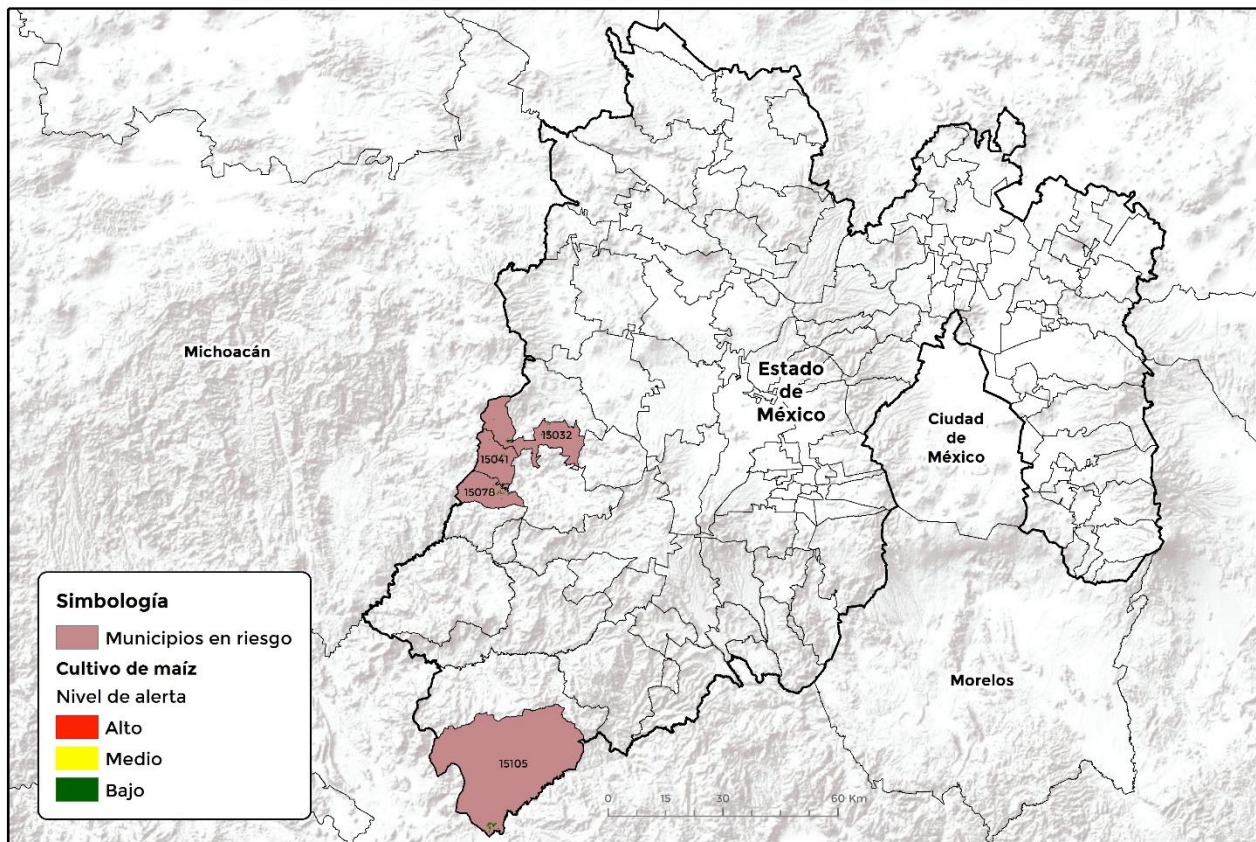 Michoacán
Estado
de
México
Ciudad
de
México
15032
15041
15078
Morelos
15105
0 15 30 60 Km
Simbología
Municipios en riesgo
Cultivo de maíz
Nivel de alerta
Alto
Medio
Bajo